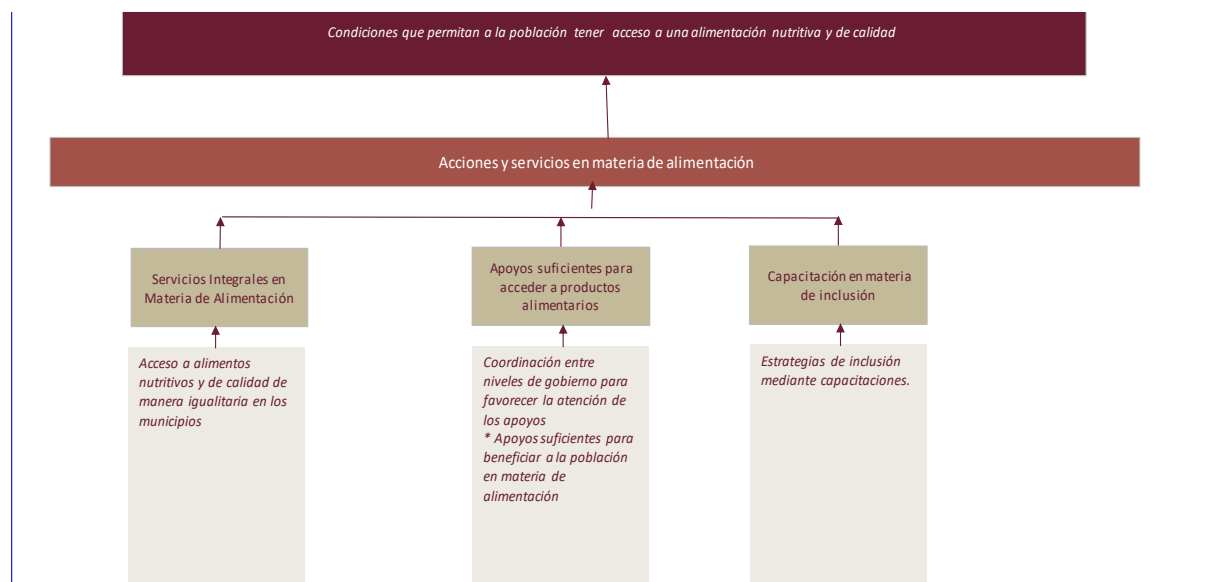 Condiciones que permitan a la población tener acceso a una alimentación nutritiva y de calidad
Acciones y servicios en materia de alimentación
Servicios Integrales en
Materia de Alimentación
Apoyos suficientes para
acceder a productos
alimentarios
Capacitación en materia
de inclusión
Acceso a alimentos
nutritivos y de calidad de
manera igualitaria en los
municipios
Coordinación entre
niveles de gobierno para
favorecer la atención de
los apoyos
* Apoyos suficientes para
beneficiar a la población
en materia de
alimentación
Estrategias de inclusión
mediante capacitaciones.